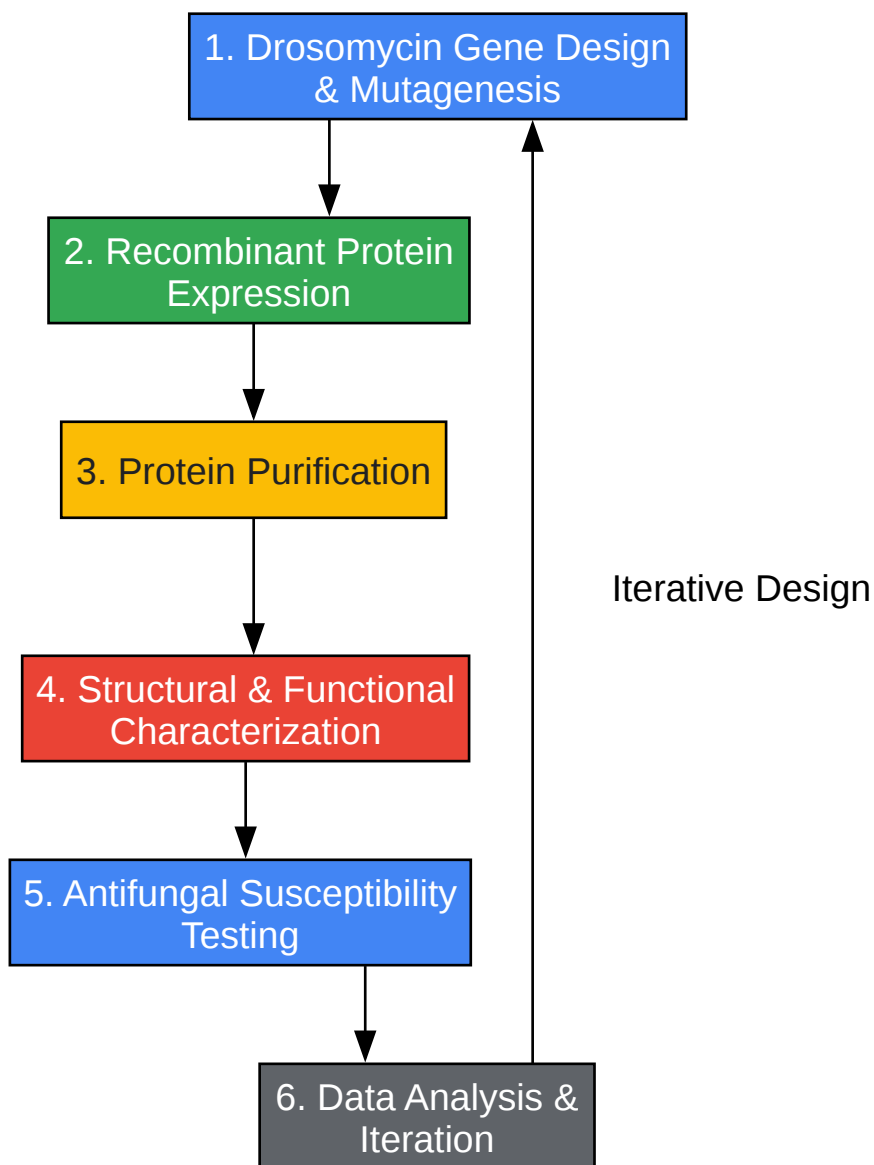 1. Drosomycin Gene Design
& Mutagenesis
2. Recombinant Protein
Expression
3. Protein Purification
Iterative Design
4. Structural & Functional
Characterization
5. Antifungal Susceptibility
Testing
6. Data Analysis &
Iteration